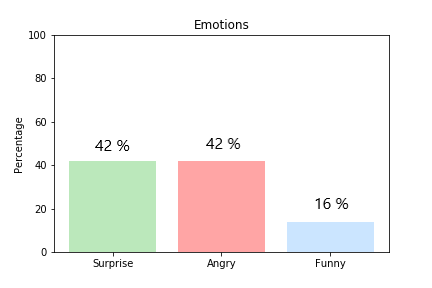 Emotions
100
80
60
40
20
0
Percentage
42 %
42 %
16 %
Surprise
Angry
Funny